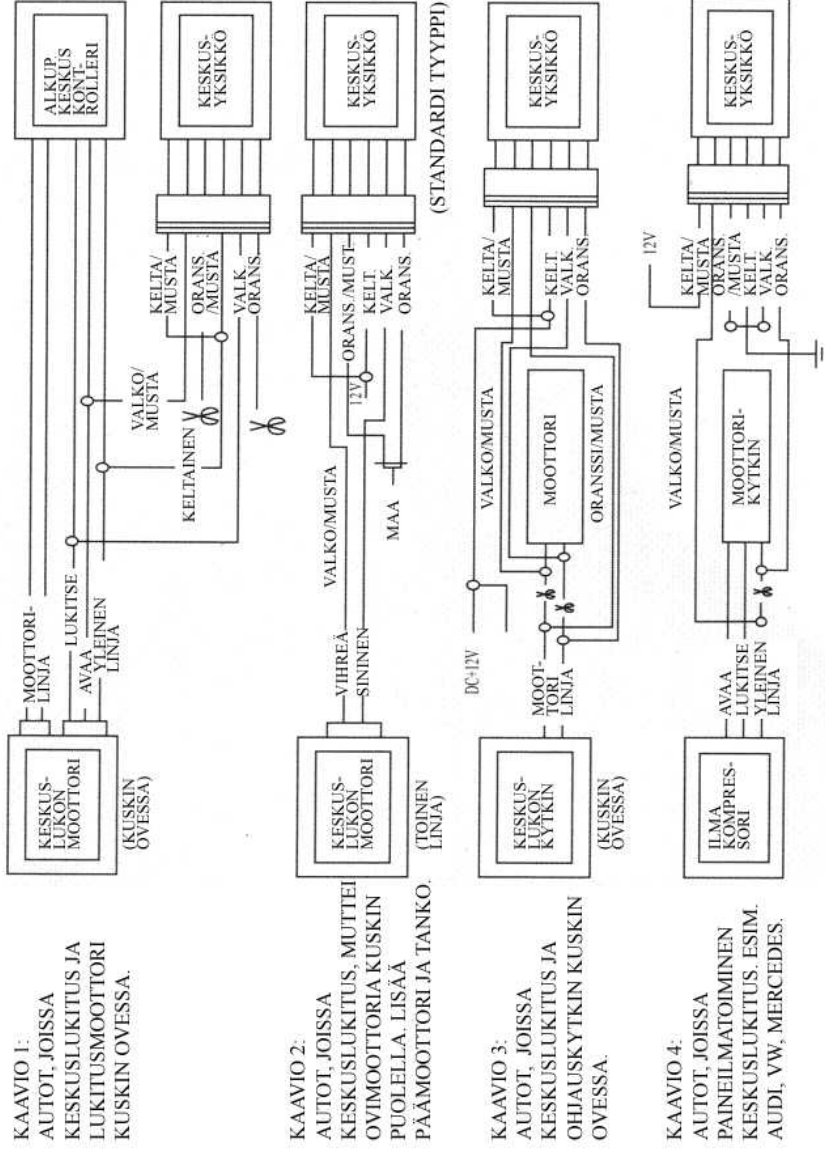 KAAVIO 1:
AUTOT, JOISSA
KESKUSLUKITUS JA
LUKITUSMOOTTORI
KUSKIN OVESSA.
KESKUS-
LUKON
MOOTTORI
(KUSKIN
OVESSA)
MOOTTORI-
LINJA
LUKITSE
AVAA
YLEINEN
LINJA
VALKO/
MUSTA
KELTAINEN
ALKUP.
KESKUS
KONT-
ROLLERI
KELTA/
MUSTA
ORANS.
/MUSTA
VALK.
ORANS.
KESKUS-
YKSIKKÖ
KAAVIO 2:
AUTOT, JOISSA
KESKUSLUKITUS, MUTTEI
OVIMOOTTORIA KUSKIN
PUOLELLA. LISÄÄ
PÄÄMOOTTORI JA TANKO.
KESKUS-
LUKON
MOOTTORI
(TOINEN
LINJA)
VIHREÄ
SININEN
VALKO/MUSTA
MAA
12V
KELTA/
MUSTA
ORANS./MUST.
KELT.
VALK.
ORANS.
KESKUS-
YKSIKKÖ
(STANDARDI TYYPPI)
KAAVIO 3:
AUTOT, JOISSA
KESKUSLUKITUS JA
OHJAUSKYTKIN KUSKIN
OVESSA.
KESKUS-
LUKON
KYTKIN
(KUSKIN
OVESSA)
DC+12V
MOOT-
TORI
LINJA
VALKO/MUSTA
MOOTTORI
ORANSSI/MUSTA
KELTA/
MUSTA
KELT.
VALK.
ORANS.
KESKUS-
YKSIKKÖ
KAAVIO 4:
AUTOT, JOISSA
PAINEILMATOIMINEN
KESKUSLUKITUS. ESIM.
AUDI, VW, MERCEDES.
ILMA
KOMPRES-
SORI
AVAA
LUKITSE
YLEINEN
LINJA
VALKO/MUSTA
MOOTTORI-
KYTKIN
12V
KELTA/
MUSTA
ORANS.
/MUSTA
KELT.
VALK.
ORANS.
KESKUS-
YKSIKKÖ